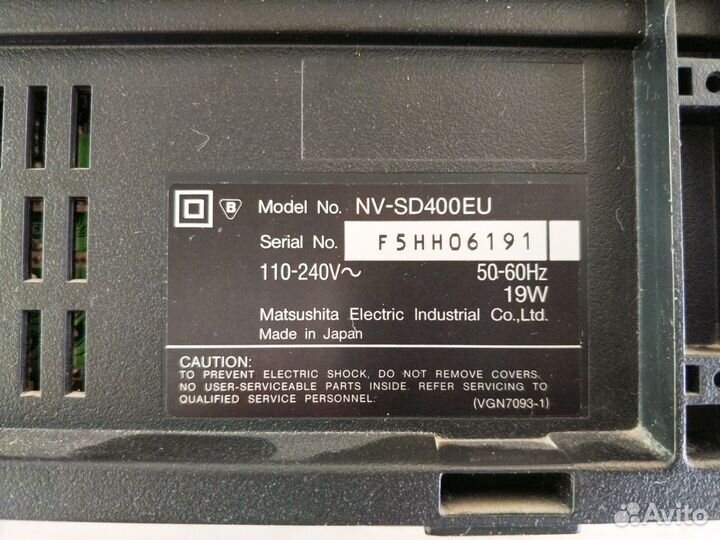 B Model No. NV-SD400EU
Serial No. F5HH06191
110-240V~ 50-60Hz
19W
Matsushita Electric Industrial Co.,Ltd.
Made in Japan
CAUTION:
TO PREVENT ELECTRIC SHOCK, DO NOT REMOVE COVERS.
NO USER-SERVICEABLE PARTS INSIDE. REFER SERVICING TO
QUALIFIED SERVICE PERSONNEL.
(VGN7093-1)
Avito